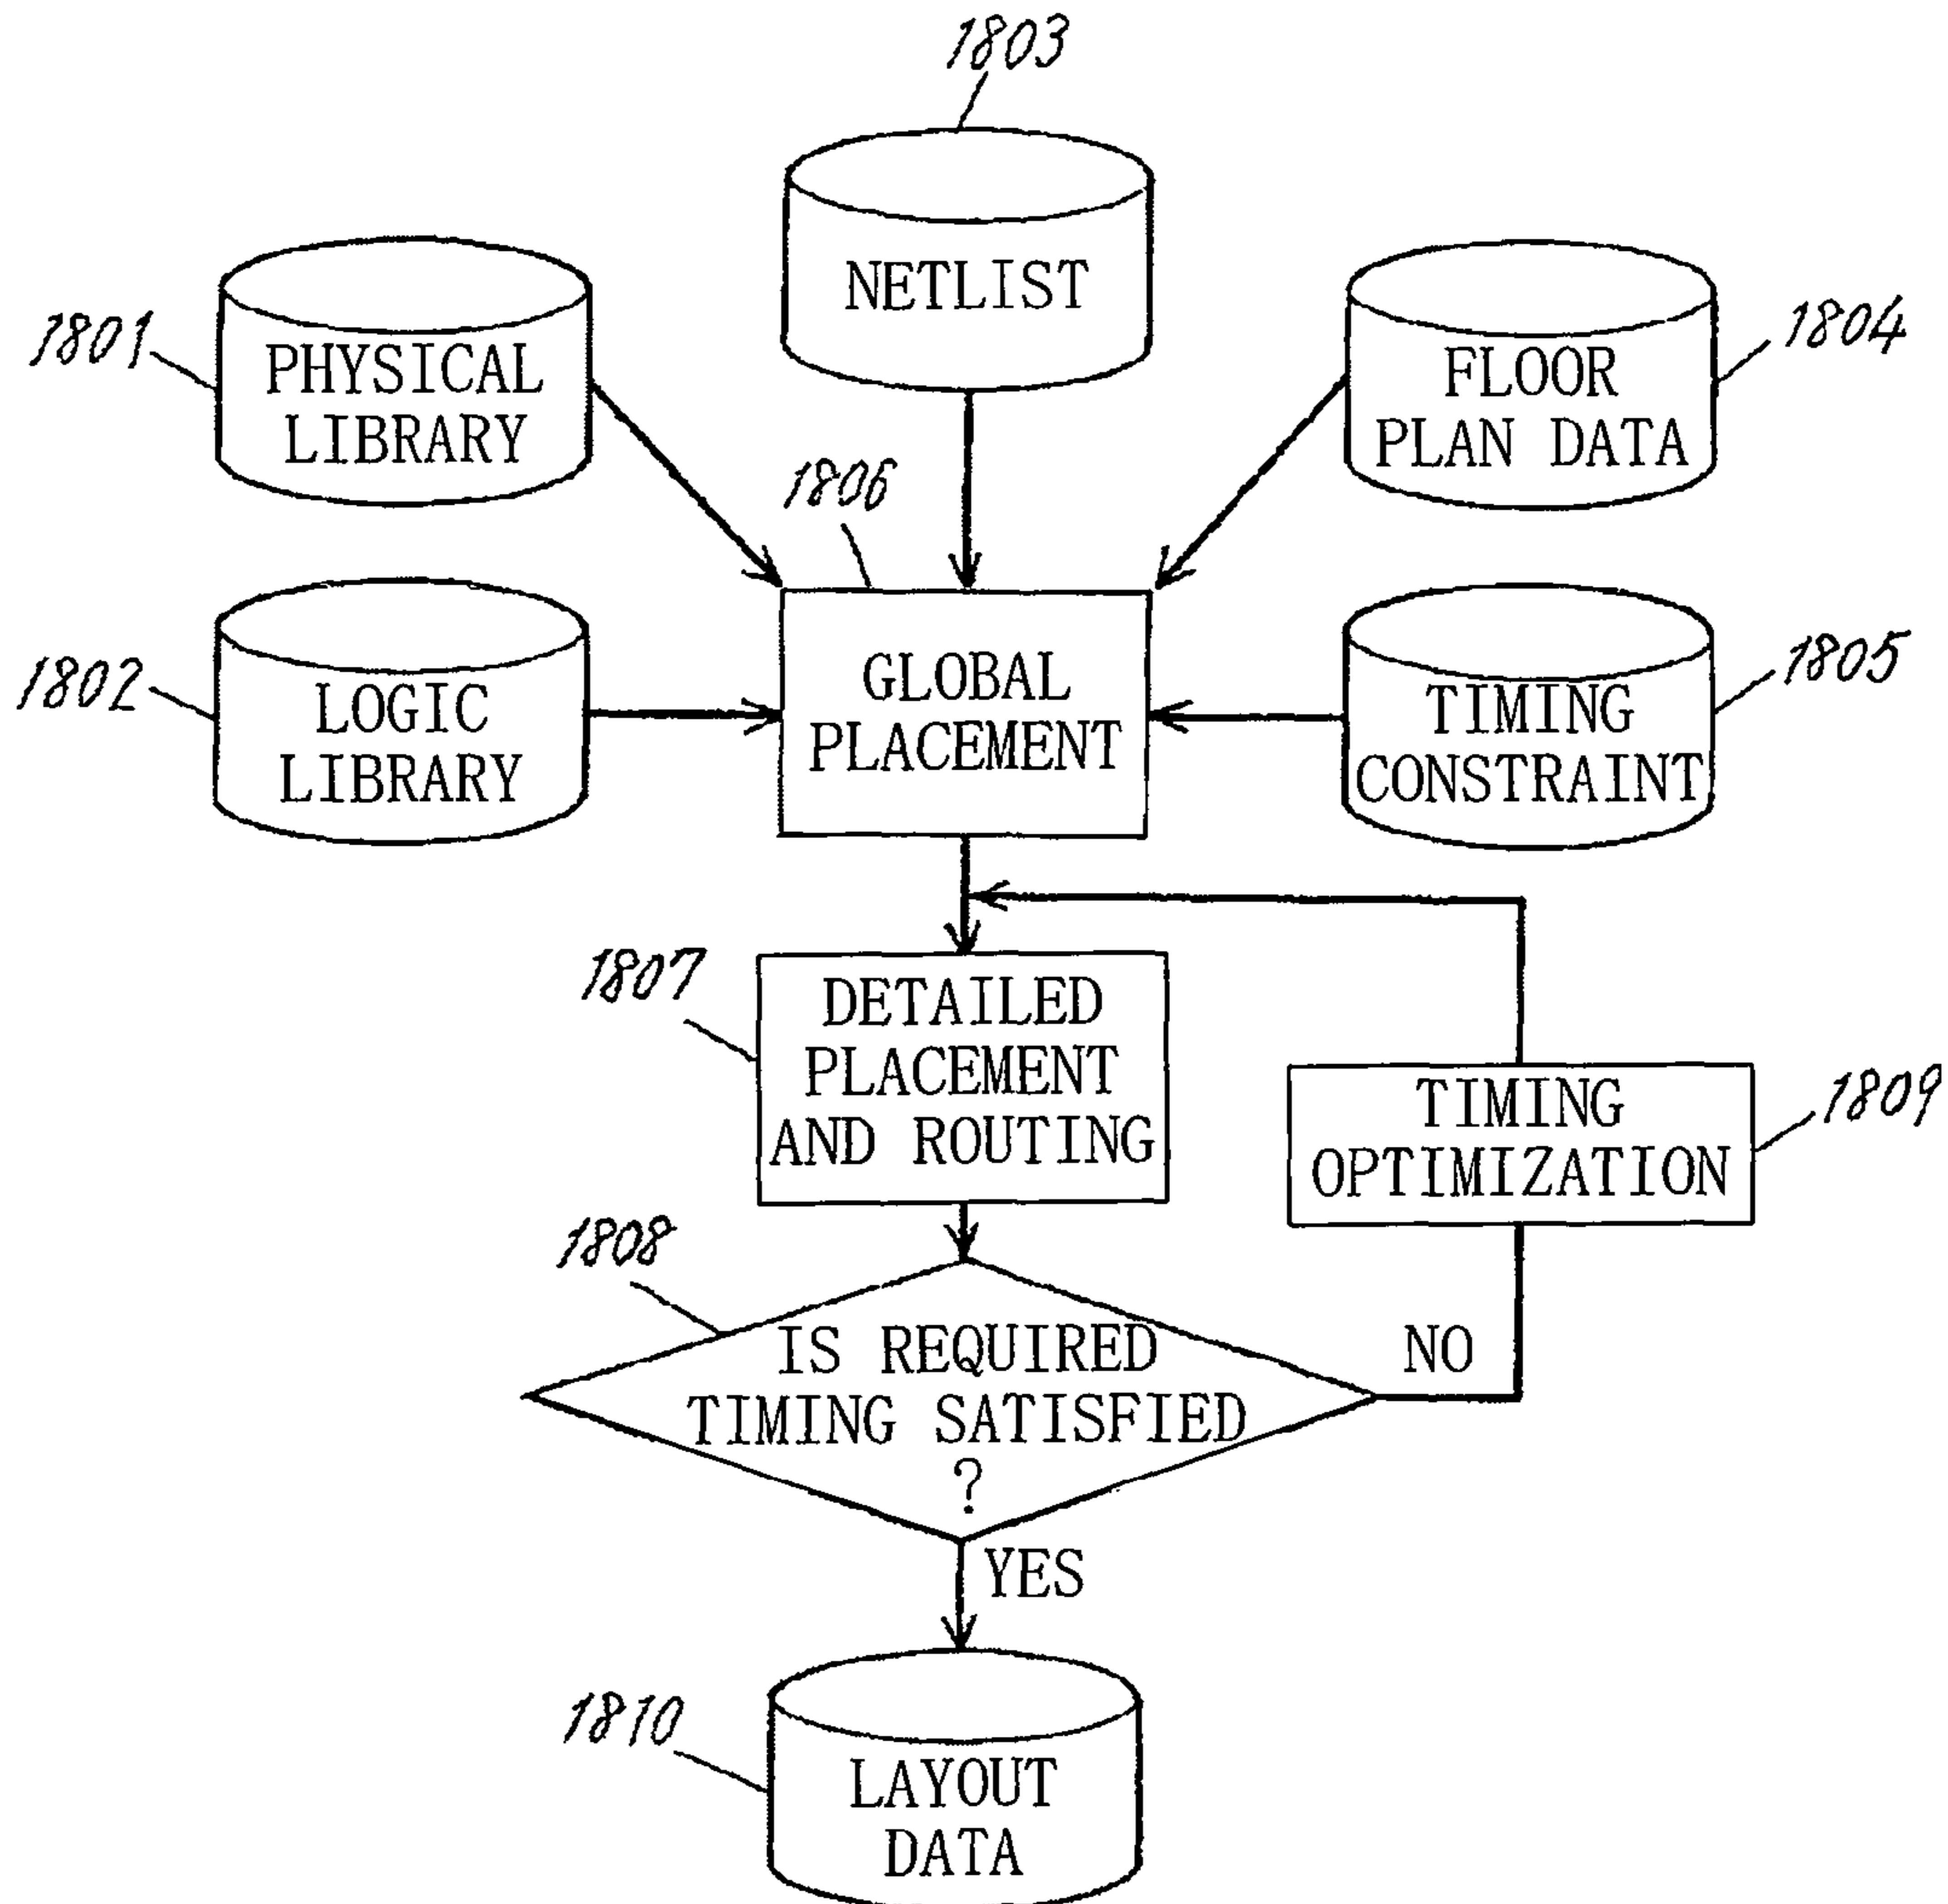 1803
NETLIST
1801
PHYSICAL
LIBRARY
1804
FLOOR
PLAN DATA
1806
1802
LOGIC
LIBRARY
GLOBAL
PLACEMENT
1805
TIMING
CONSTRAINT
1807
DETAILED
PLACEMENT
AND ROUTING
1809
TIMING
OPTIMIZATION
1808
IS REQUIRED
TIMING SATISFIED
?
NO
YES
1810
LAYOUT
DATA